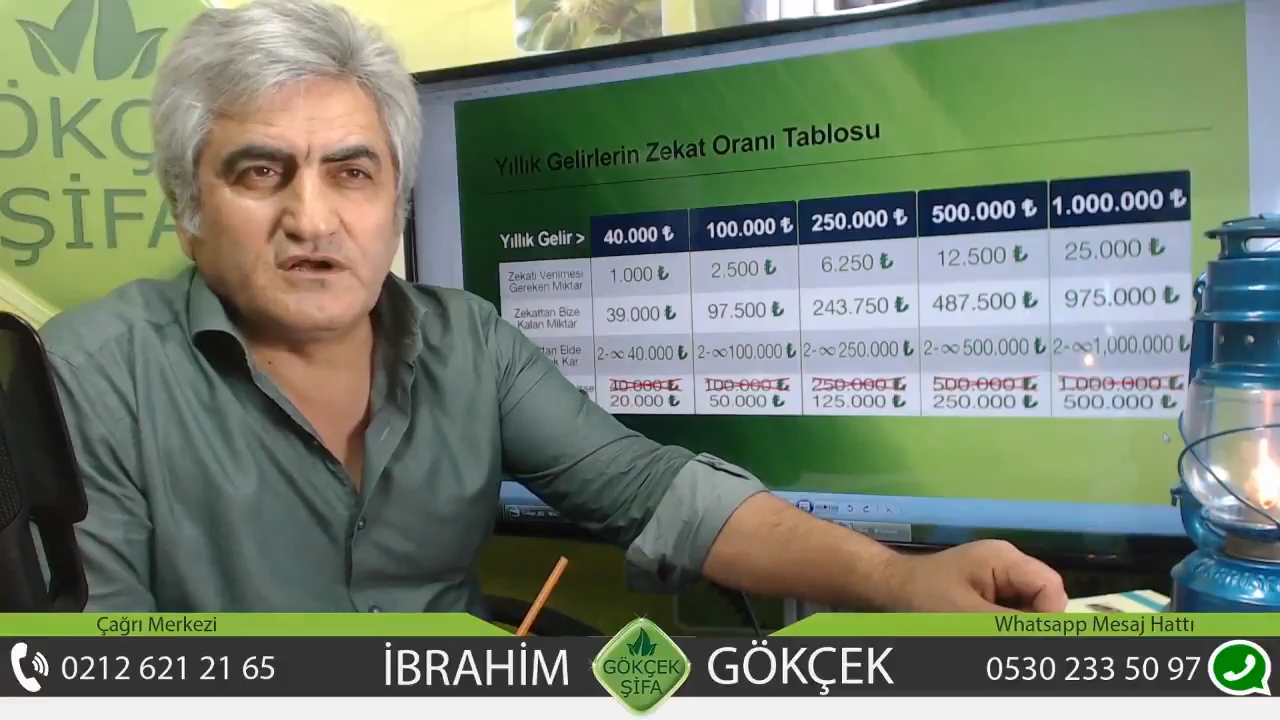 ÖKÇ
ŞİFA
Yıllık Gelirlerin Zekat Oranı Tablosu
Yıllık Gelir > 40.000 ₺ 100.000 ₺ 250.000 ₺ 500.000 ₺ 1.000.000 ₺
Zekatı Verilmesi
Gereken Miktar 1.000 ₺ 2.500 ₺ 6.250 ₺ 12.500 ₺ 25.000 ₺
Zekattan Bize
Kalan Miktar 39.000 ₺ 97.500 ₺ 243.750 ₺ 487.500 ₺ 975.000 ₺
Elde
Kar 2-∞ 40.000 ₺ 2-∞100.000 ₺ 2-∞250.000 ₺ 2-∞500.000 ₺ 2-∞1,000,000 ₺
40.000 ₺ 100.000 ₺ 250.000 ₺ 500.000 ₺ 1.000.000 ₺
20.000 ₺ 50.000 ₺ 125.000 ₺ 250.000 ₺ 500.000 ₺
Çağrı Merkezi
Whatsapp Mesaj Hattı
0212 621 21 65
İBRAHİM
GÖKÇEK
ŞİFA
GÖKÇEK
0530 233 50 97